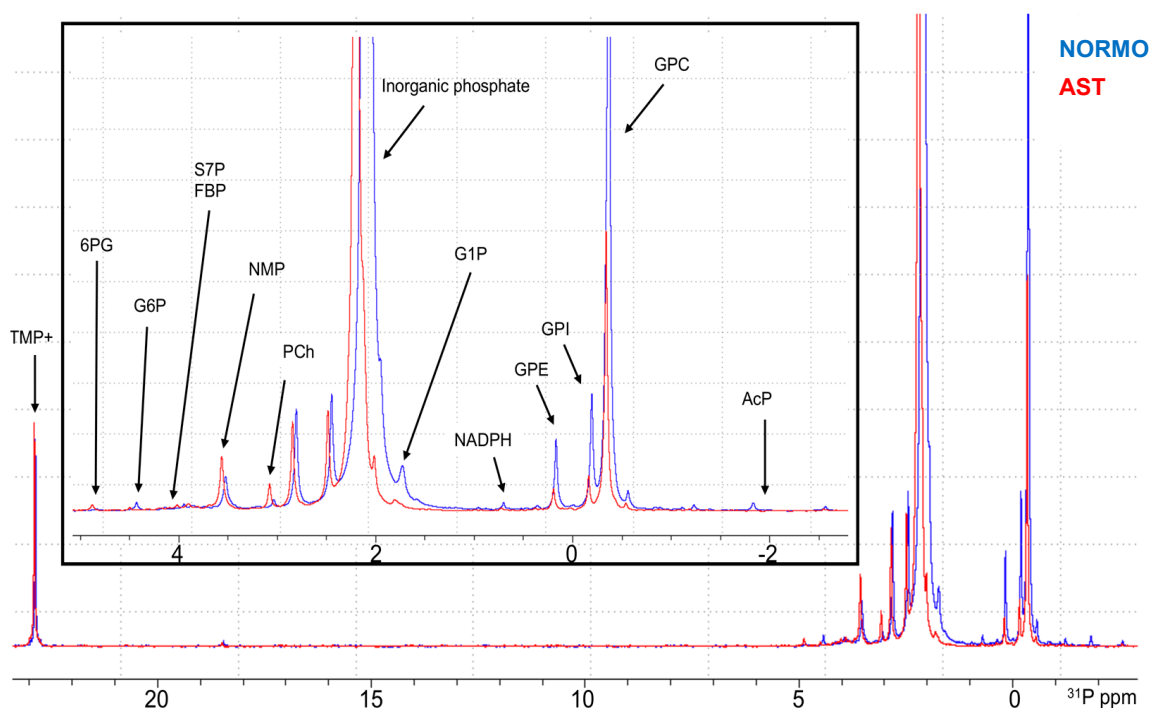 NORMO
AST
GPC
Inorganic phosphate
S7P
FBP
6PG
G6P
NMP
G1P
TMP+
PCh
GPI
GPE
AcP
NADPH
4 2 0 -2
20 15 10 5 0 ³¹P ppm